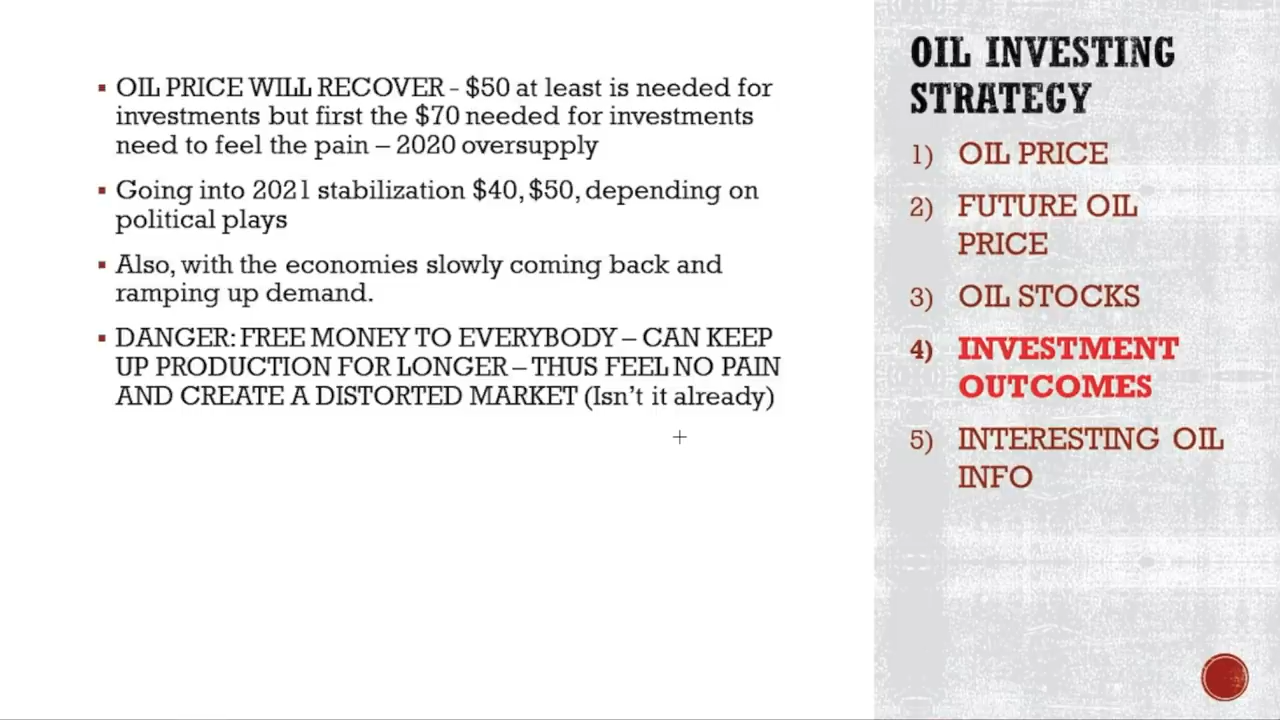 ▪ OIL PRICE WILL RECOVER - $50 at least is needed for
investments but first the $70 needed for investments
need to feel the pain – 2020 oversupply
▪ Going into 2021 stabilization $40, $50, depending on
political plays
▪ Also, with the economies slowly coming back and
ramping up demand.
▪ DANGER: FREE MONEY TO EVERYBODY – CAN KEEP
UP PRODUCTION FOR LONGER – THUS FEEL NO PAIN
AND CREATE A DISTORTED MARKET (Isn't it already)
OIL INVESTING
STRATEGY
1) OIL PRICE
2) FUTURE OIL
PRICE
3) OIL STOCKS
4) INVESTMENT
OUTCOMES
5) INTERESTING OIL
INFO